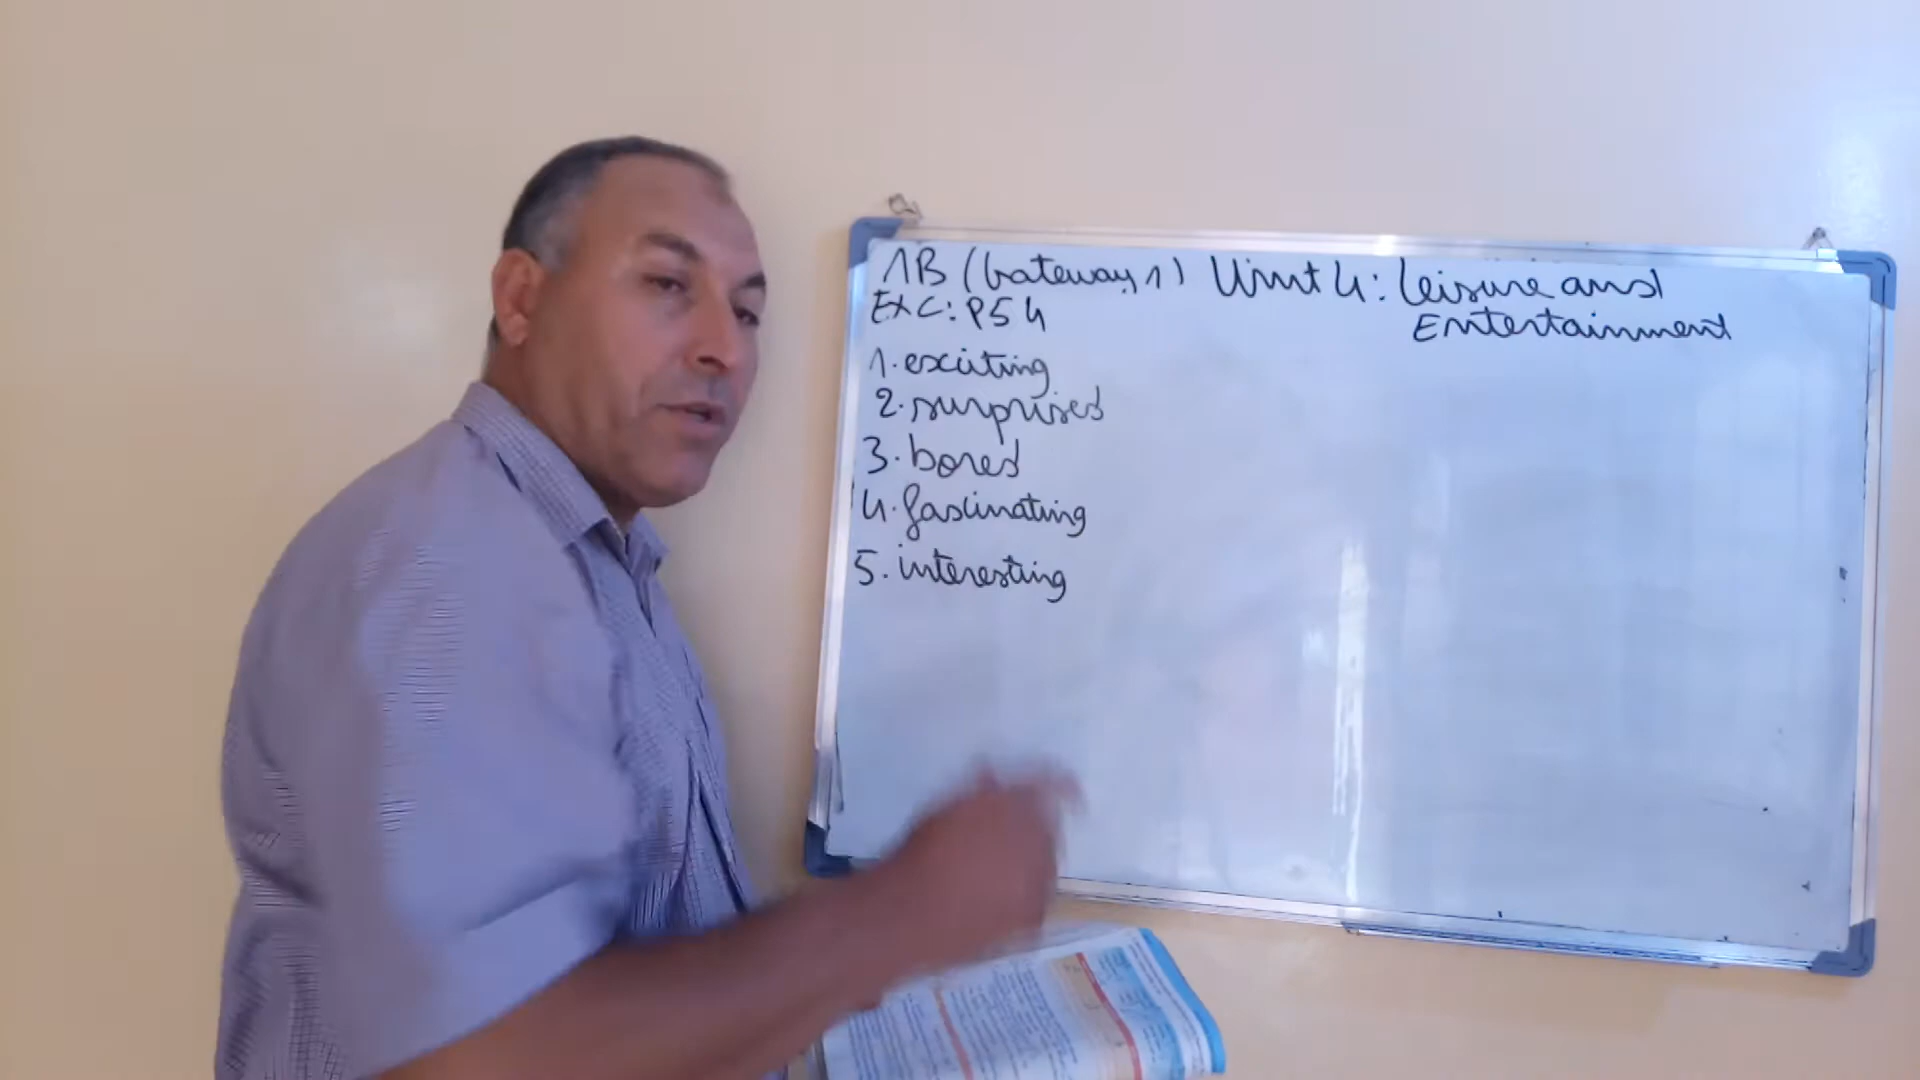 1B (Gateway 1) Unit 4: Leisure and
Entertainment
EXC: P54
1. exciting
2. surprised
3. bored
4. fascinating
5. interesting